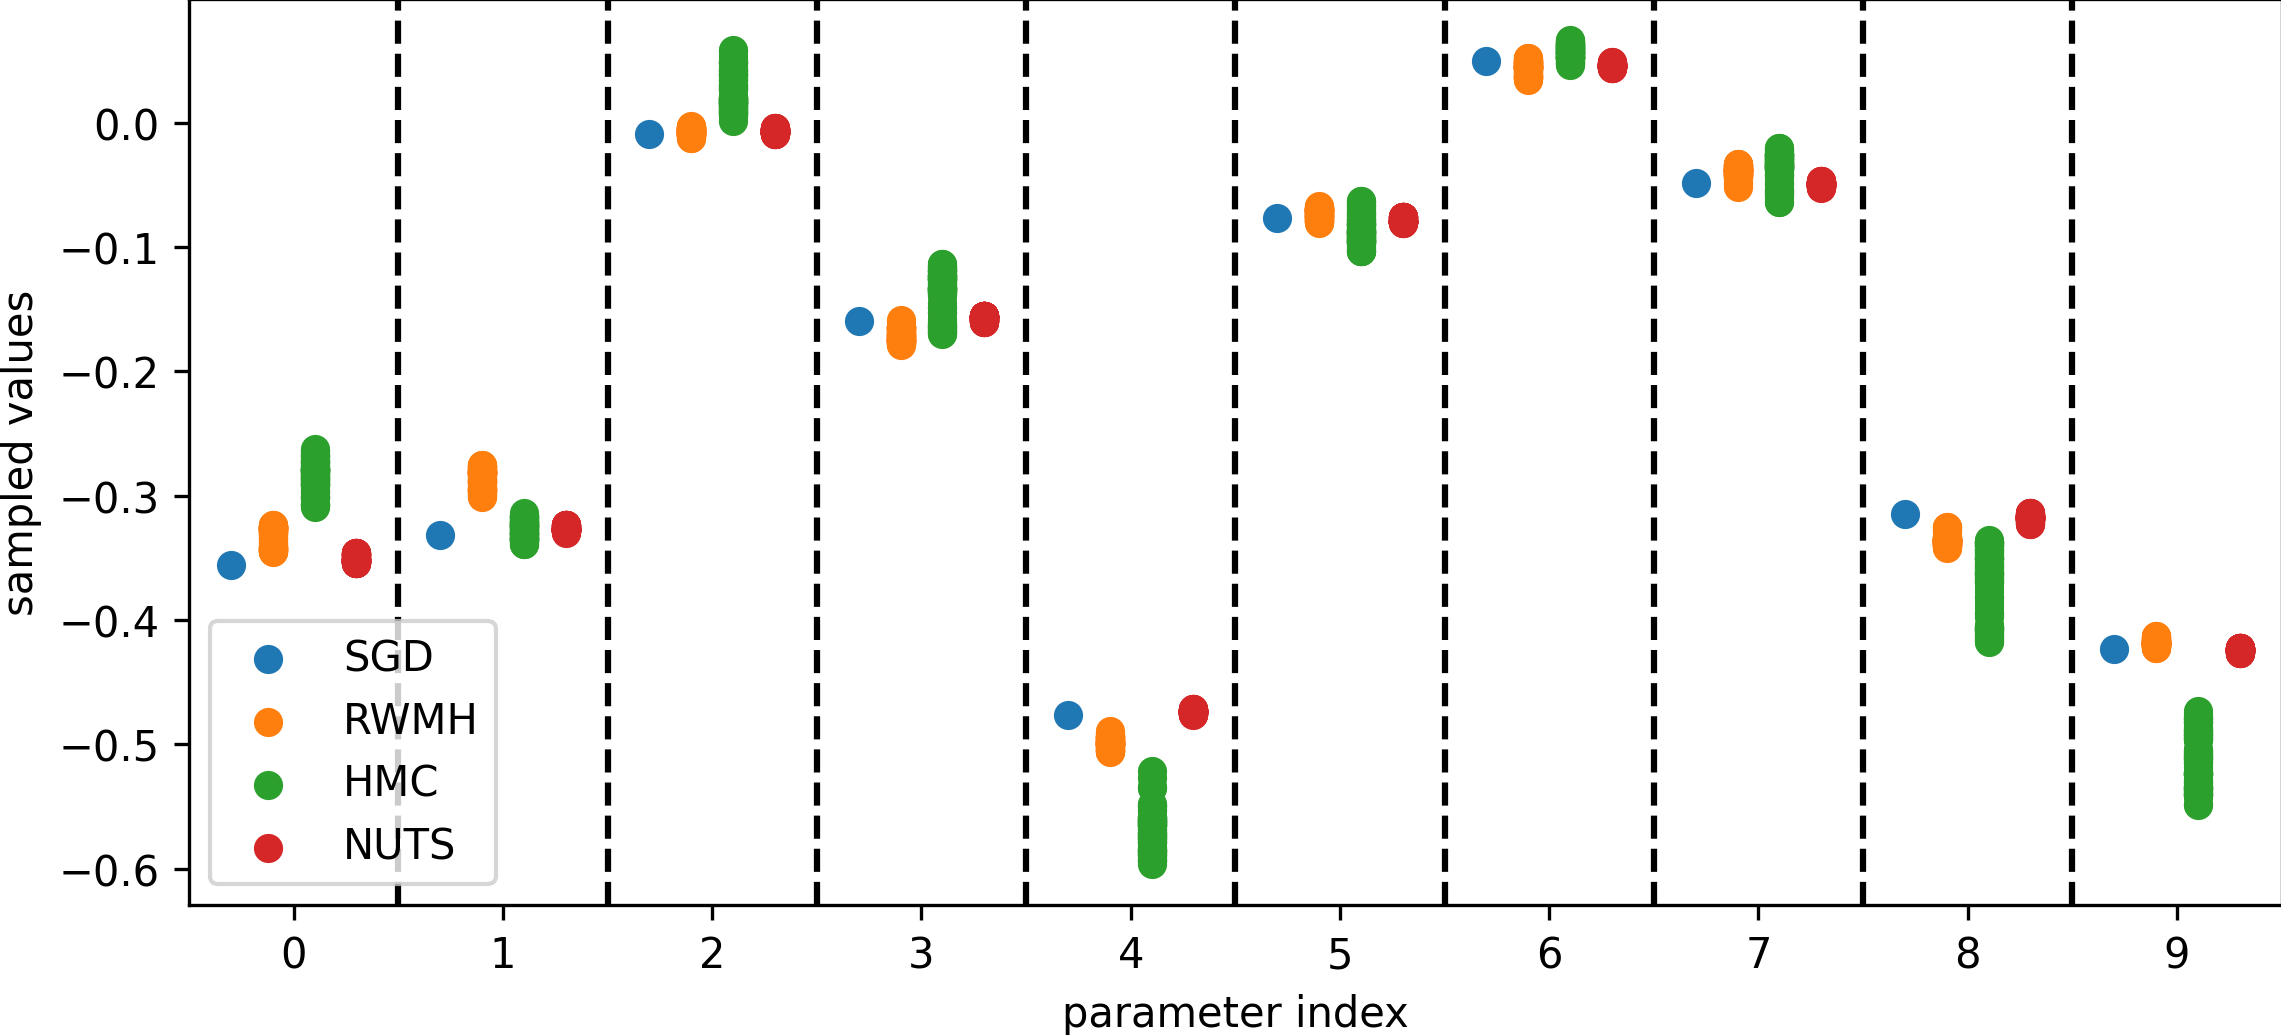 0.0
−0.1
−0.2
−0.3
−0.4
−0.5
−0.6
sampled values
SGD
RWMH
HMC
NUTS
0 1 2 3 4 5 6 7 8 9
parameter index